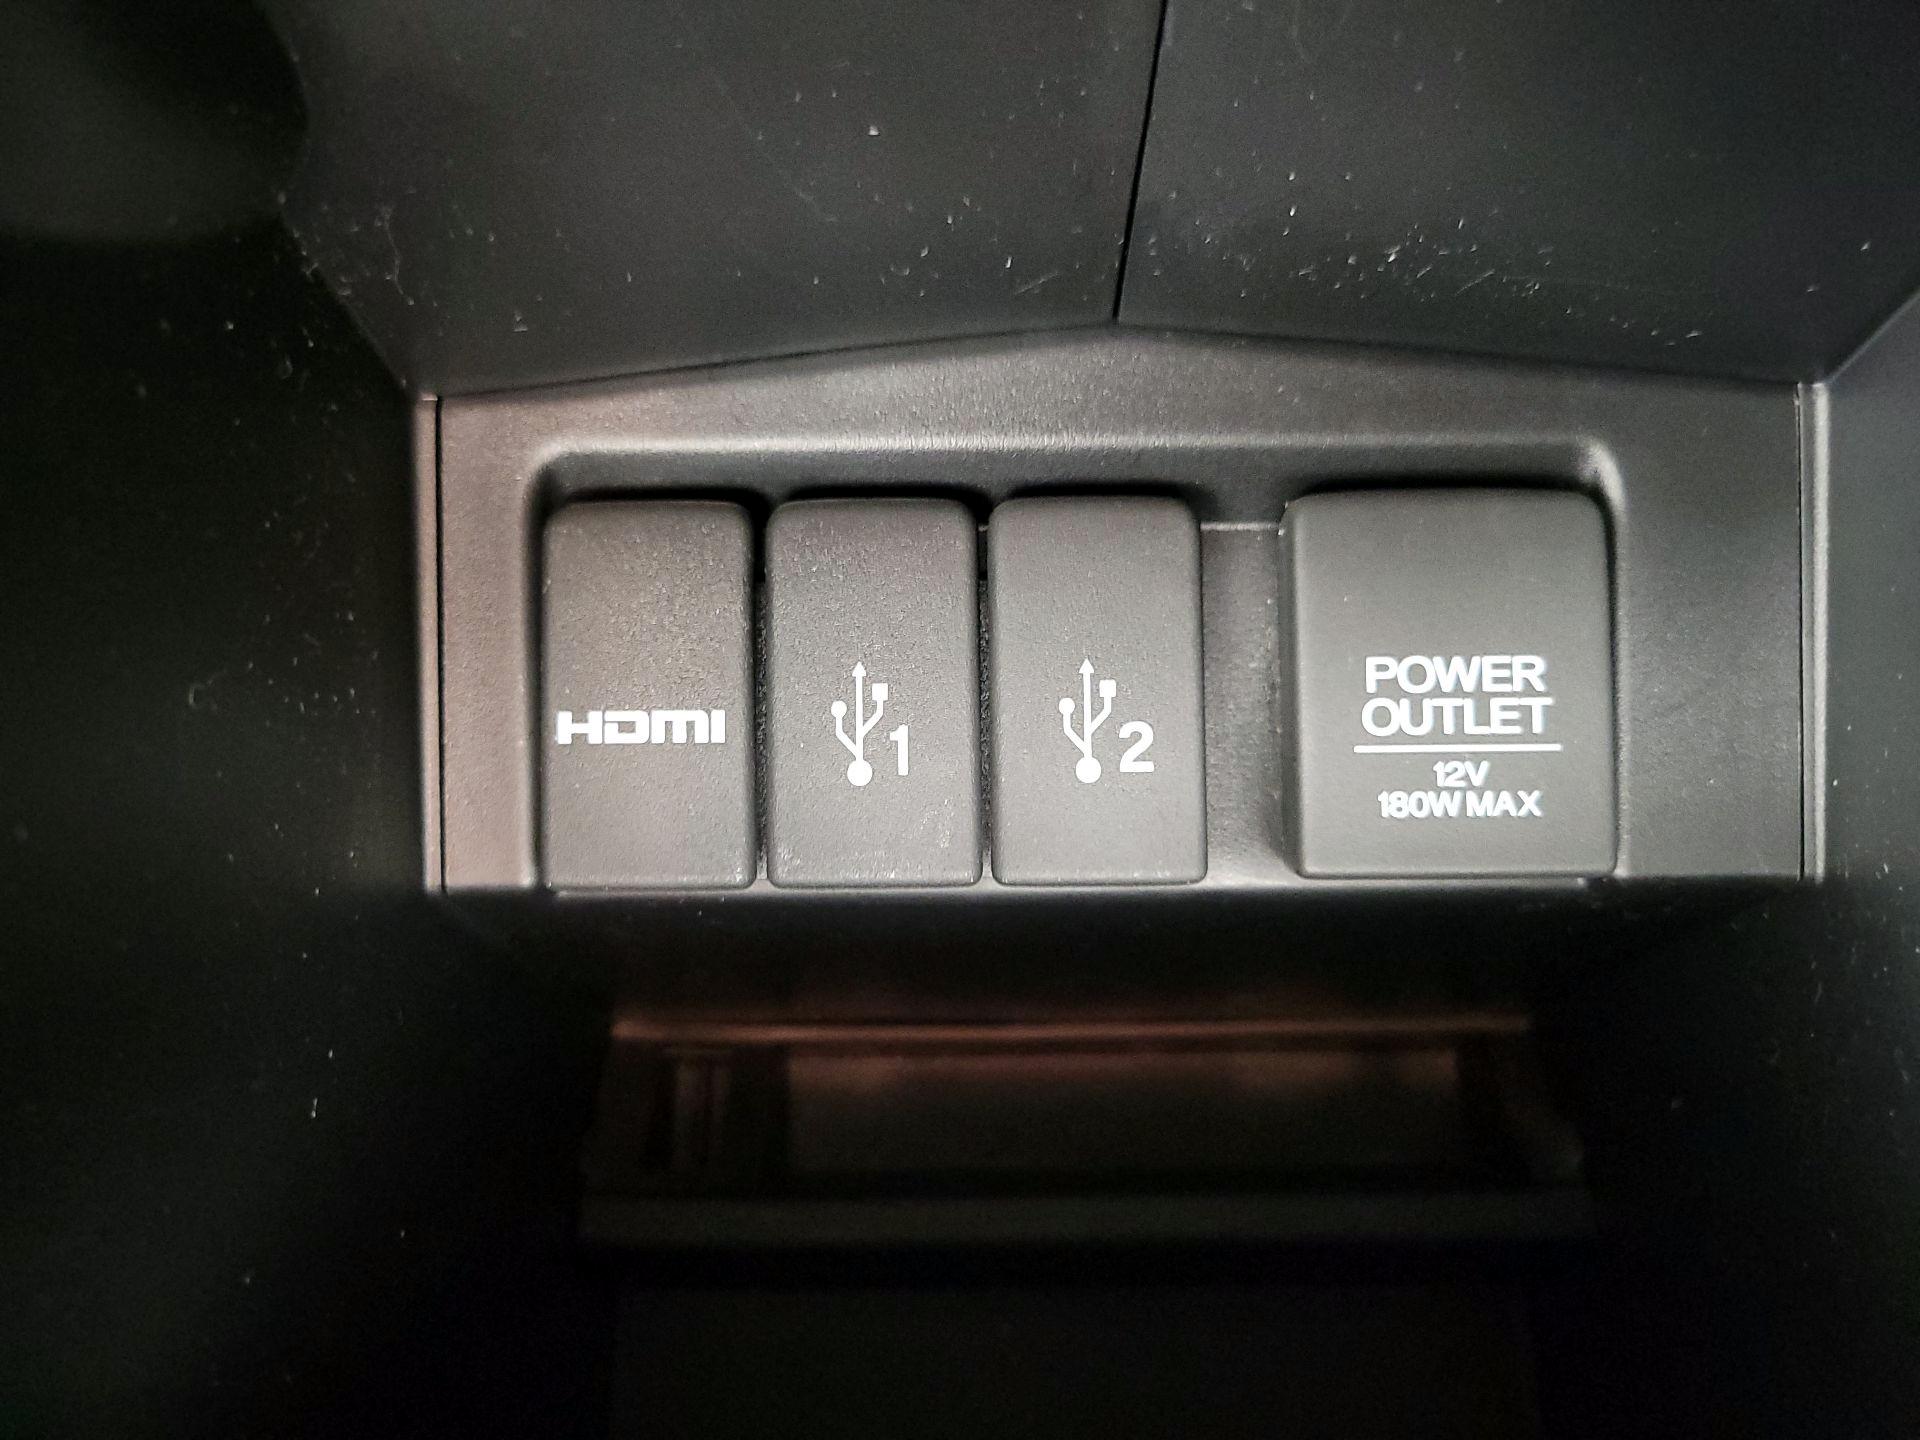 HDMI
1
2
POWER
OUTLET
12V
180W MAX